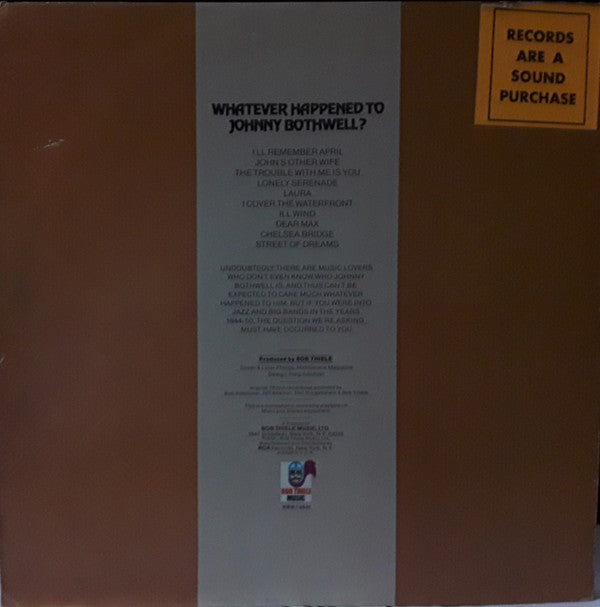 RECORDS
ARE A
SOUND
PURCHASE
WHATEVER HAPPENED TO
JOHNNY BOTHWELL?
I'LL REMEMBER APRIL
JOHN'S OTHER WIFE
THE TROUBLE WITH ME IS YOU
LONELY SERENADE
LAURA
I COVER THE WATERFRONT
ILL WIND
DEAR MAX
CHELSEA BRIDGE
STREET OF DREAMS
UNDOUBTEDLY THERE ARE MUSIC LOVERS
WHO DON'T EVEN KNOW WHO JOHNNY
BOTHWELL IS, AND THUS CAN'T BE
EXPECTED TO CARE MUCH WHATEVER
HAPPENED TO HIM. BUT IF YOU WERE INTO
JAZZ AND BIG BANDS IN THE YEARS
1944-50, THE QUESTION WE'RE ASKING
MUST HAVE OCCURRED TO YOU.
Produced by BOB THIELE
BOB THIELE MUSIC, LTD.
RCA Records, New York, N.Y.
BOB THIELE
MUSIC